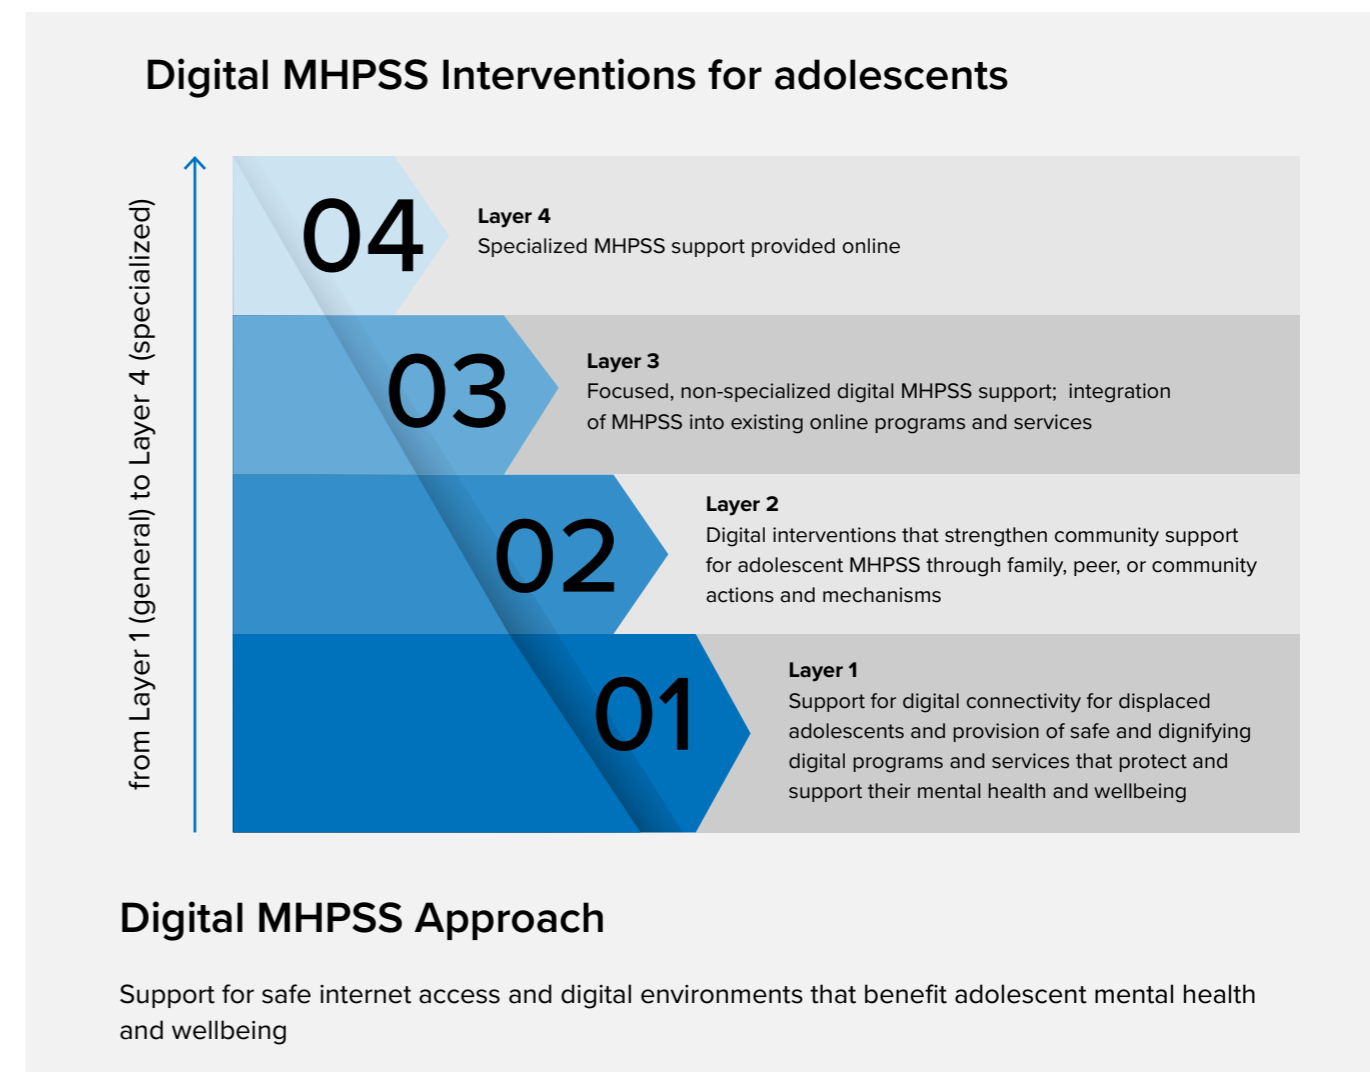 Digital MHPSS Interventions for adolescents
from Layer 1 (general) to Layer 4 (specialized)
04
Layer 4
Specialized MHPSS support provided online
03
Layer 3
Focused, non-specialized digital MHPSS support;  integration
of MHPSS into existing online programs and services
02
Layer 2
Digital interventions that strengthen community support
for adolescent MHPSS through family, peer, or community
actions and mechanisms
01
Layer 1
Support for digital connectivity for displaced
adolescents and provision of safe and dignifying
digital programs and services that protect and
support their mental health and wellbeing
Digital MHPSS Approach
Support for safe internet access and digital environments that benefit adolescent mental health
and wellbeing